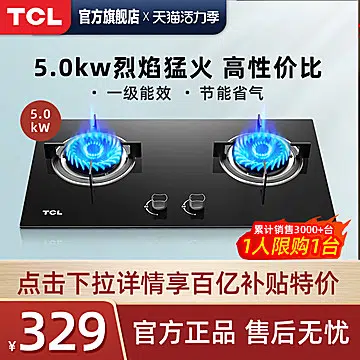 TCL 官方旗舰店 × 天猫活力季
5.0kw烈焰猛火 高性价比
一级能效 · 节能省气
5.0
kW
TCL
累计销售3000+台
1人限购1台
点击下拉详情享百亿补贴特价
¥329 官方正品 售后无忧